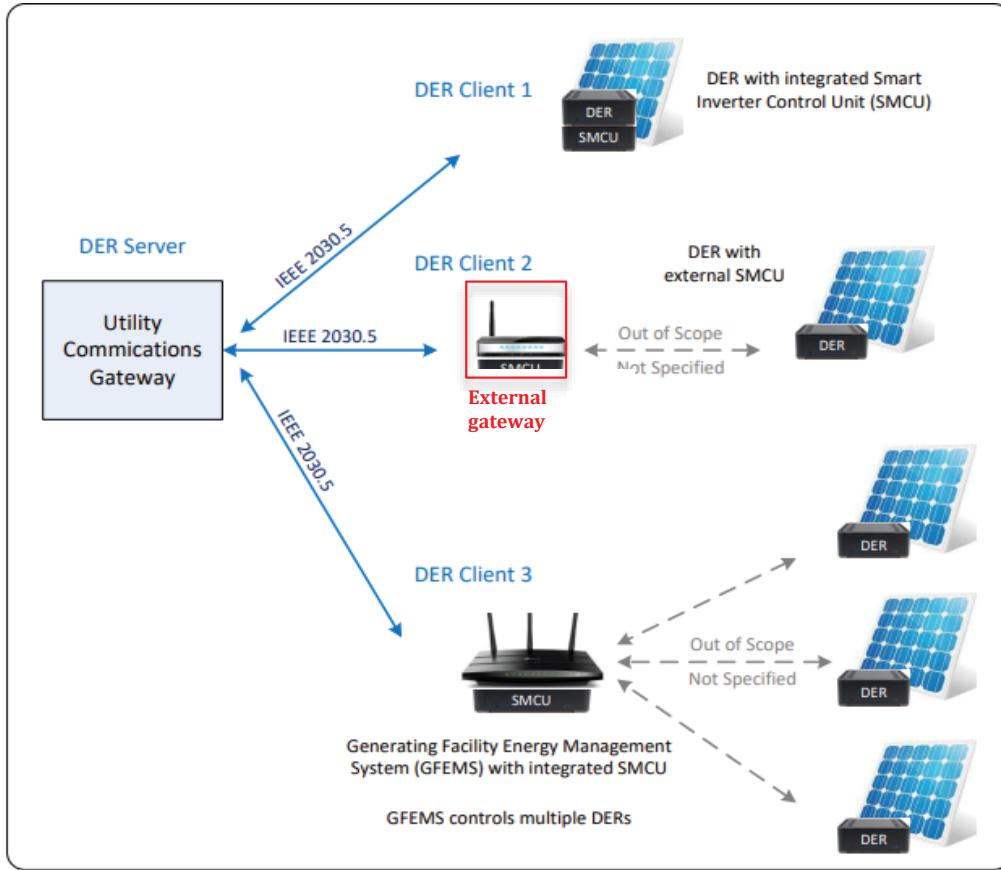 DER Client 1
DER with integrated Smart
Inverter Control Unit (SMCU)
DER
SMCU
IEEE 2030.5
DER Server
Utility
Commications
Gateway
DER Client 2
IEEE 2030.5
SMCU
External
gateway
Out of Scope
Not Specified
DER with
external SMCU
DER
IEEE 2030.5
DER Client 3
SMCU
Generating Facility Energy Management
System (GFEMS) with integrated SMCU
GFEMS controls multiple DERs
Out of Scope
Not Specified
DER
DER
DER